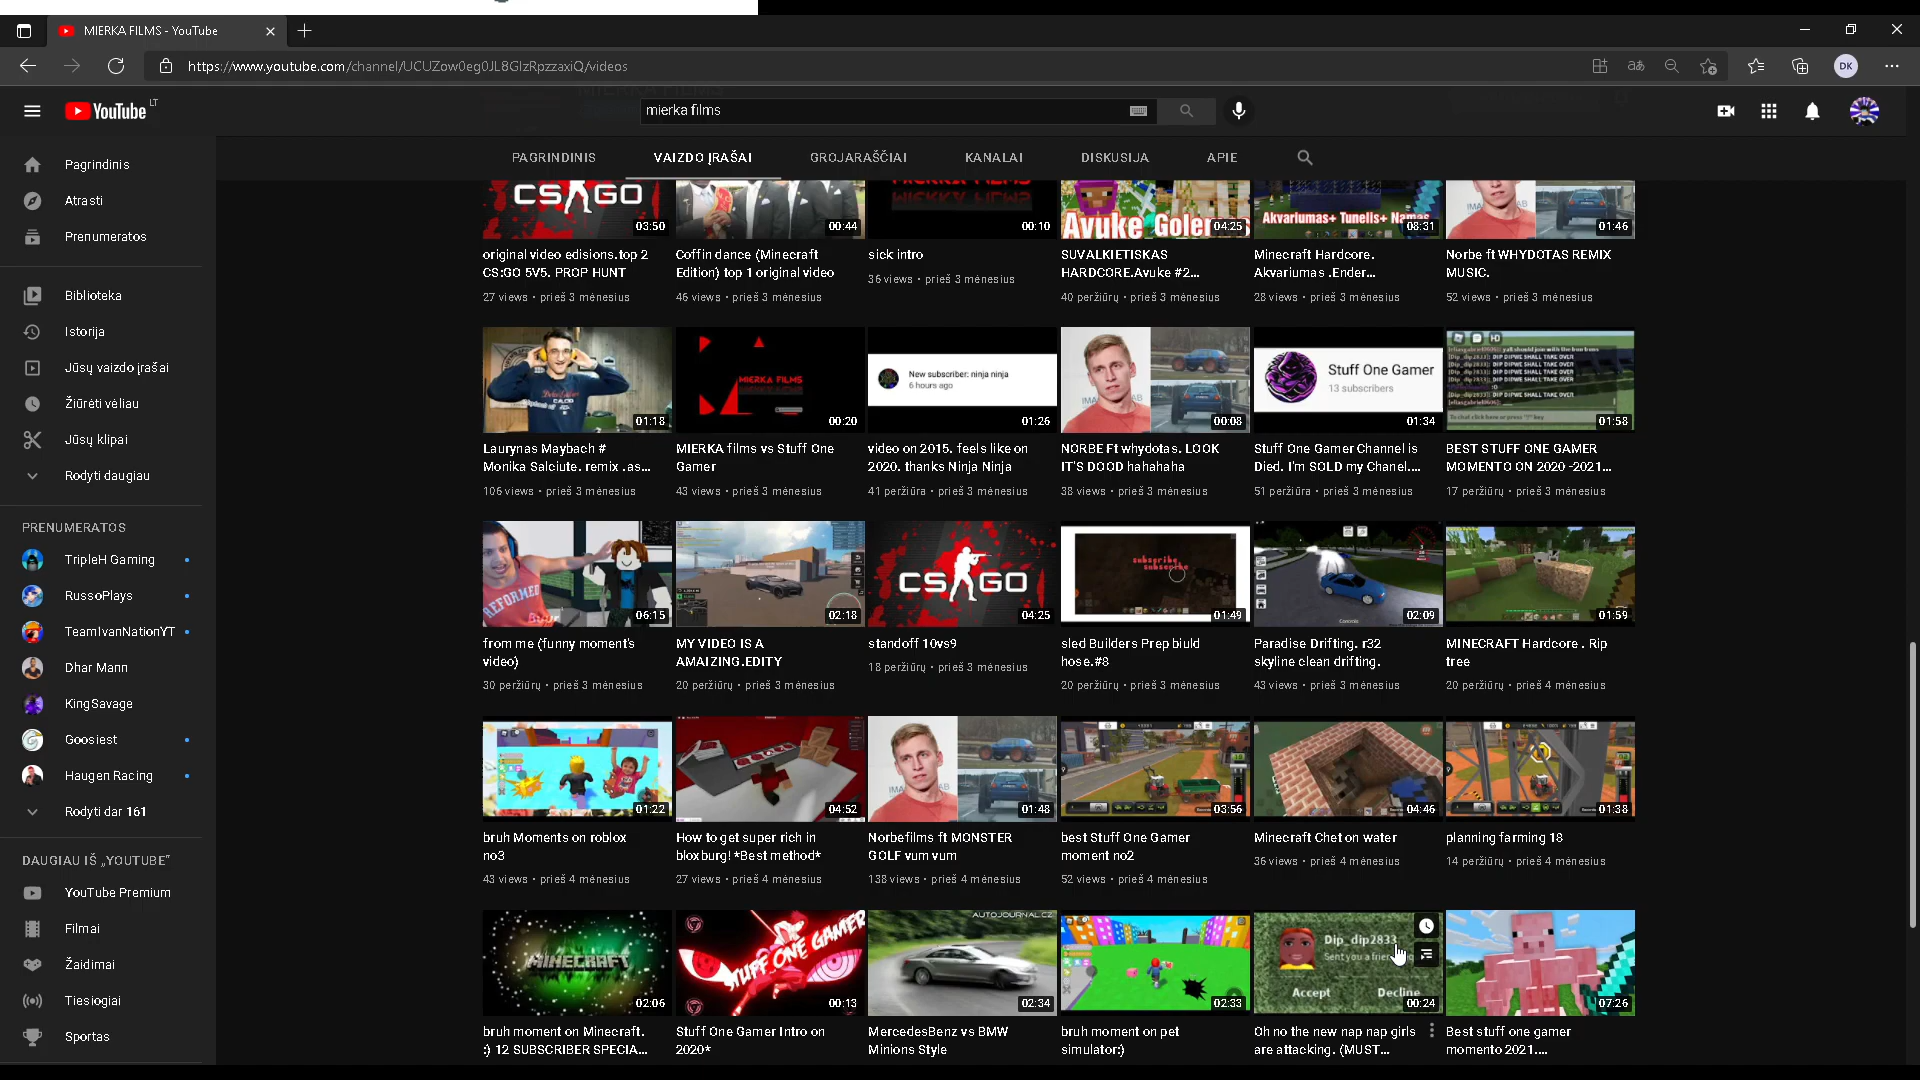 MIERKA FILMS - YouTube
https://www.youtube.com/channel/UCUZow0eg0JL8GlzRpzzaxiQ/videos
DK
YouTube LT
mierka films
PAGRINDINIS VAIZDO ĮRAŠAI GROJARAŠČIAI KANALAI DISKUSIJA APIE
Pagrindinis
Atrasti
Prenumeratos
Biblioteka
Istorija
Jūsų vaizdo įrašai
Žiūrėti vėliau
Jūsų klipai
Rodyti daugiau
PRENUMERATOS
TripleH Gaming
RussoPlays
TeamIvanNationYT
Dhar Mann
KingSavage
Goosiest
Haugen Racing
Rodyti dar 161
DAUGIAU IŠ „YOUTUBE”
YouTube Premium
Filmai
Žaidimai
Tiesiogiai
Sportas
CS GO
03:50
original video edisions.top 2
CS:GO 5V5. PROP HUNT
27 views • prieš 3 mėnesius
00:44
Coffin dance (Minecraft
Edition) top 1 original video
46 views • prieš 3 mėnesius
00:10
sick intro
36 views • prieš 3 mėnesius
Avuke Golem
04:25
SUVALKIETISKAS
HARDCORE.Avuke #2...
40 peržiūrų • prieš 3 mėnesius
Akvariumas+ Tunelis+ Namas
08:31
Minecraft Hardcore.
Akvariumas .Ender...
28 views • prieš 3 mėnesius
01:46
Norbe ft WHYDOTAS REMIX
MUSIC.
52 views • prieš 3 mėnesius
01:18
Laurynas Maybach #
Monika Salciute. remix .as...
106 views • prieš 3 mėnesius
MIERKA FILMS
00:20
MIERKA films vs Stuff One
Gamer
43 views • prieš 3 mėnesius
New subscriber: ninja ninja
6 hours ago
01:26
video on 2015. feels like on
2020. thanks Ninja Ninja
41 peržiūra • prieš 3 mėnesius
00:08
NORBE Ft whydotas. LOOK
IT'S DOOD hahahaha
38 views • prieš 3 mėnesius
Stuff One Gamer
13 subscribers
01:34
Stuff One Gamer Channel is
Died. I'm SOLD my Chanel....
51 peržiūra • prieš 3 mėnesius
01:58
BEST STUFF ONE GAMER
MOMENTO ON 2020 -2021...
17 peržiūrų • prieš 3 mėnesius
REFORMED
06:15
from me (funny moment's
video)
30 peržiūrų • prieš 3 mėnesius
02:18
MY VIDEO IS A
AMAIZING.EDITY
20 peržiūrų • prieš 3 mėnesius
CS GO
04:25
standoff 10vs9
18 peržiūrų • prieš 3 mėnesius
subscribe
subscribe
01:49
sled Builders Prep biuld
hose.#8
20 peržiūrų • prieš 3 mėnesius
02:09
Paradise Drifting. r32
skyline clean drifting.
43 views • prieš 3 mėnesius
01:59
MINECRAFT Hardcore . Rip
tree
20 peržiūrų • prieš 4 mėnesius
01:22
bruh Moments on roblox
no3
43 views • prieš 4 mėnesius
04:52
How to get super rich in
bloxburg! *Best method*
27 views • prieš 4 mėnesius
01:48
Norbefilms ft MONSTER
GOLF vum vum
138 views • prieš 4 mėnesius
03:56
best Stuff One Gamer
moment no2
52 views • prieš 4 mėnesius
04:46
Minecraft Chet on water
36 views • prieš 4 mėnesius
01:38
planning farming 18
14 peržiūrų • prieš 4 mėnesius
MINECRAFT
02:06
bruh moment on Minecraft.
:) 12 SUBSCRIBER SPECIA...
STUFF ONE GAMER
00:13
Stuff One Gamer Intro on
2020*
AUTOJOURNAL.CZ
02:34
MercedesBenz vs BMW
Minions Style
02:33
bruh moment on pet
simulator:)
Dip_dip2833
Sent you a frien
Accept Decline
00:24
Oh no the new nap nap girls
are attacking. (MUST...
07:26
Best stuff one gamer
momento 2021....